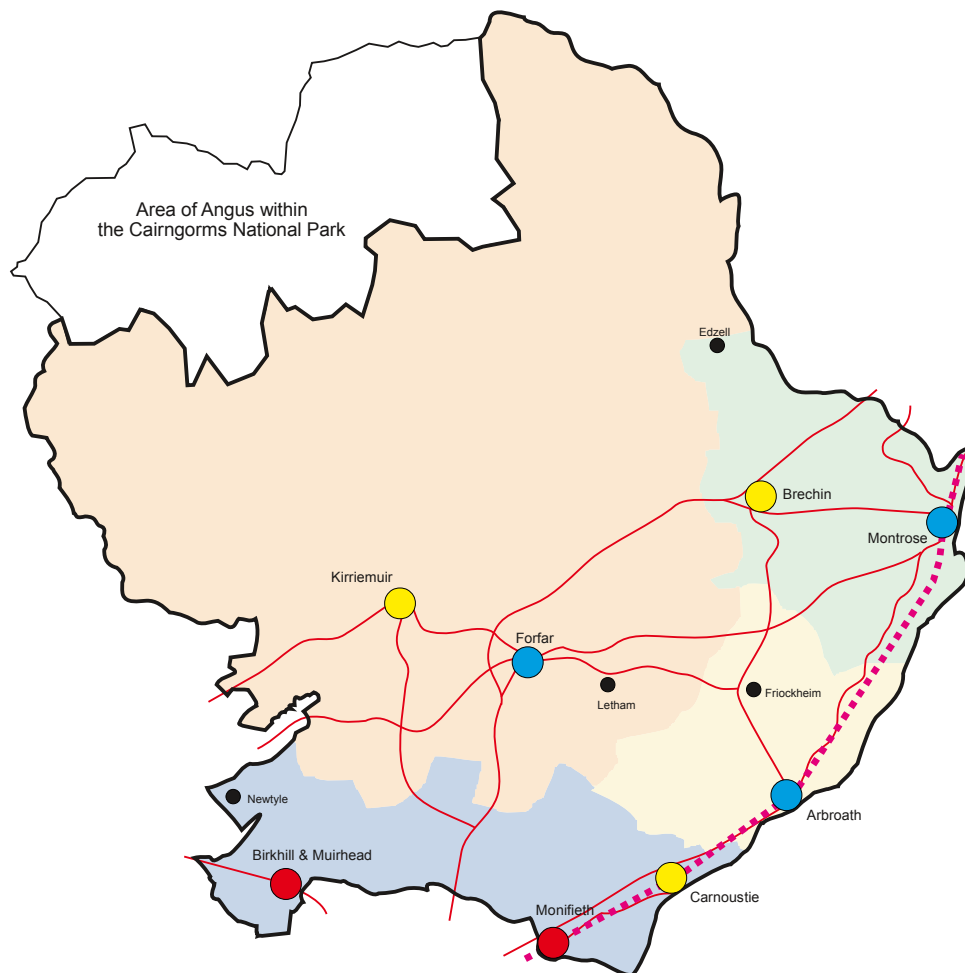 Area of Angus within
the Cairngorms National Park
Edzell
Brechin
Montrose
Kirriemuir
Forfar
Letham
Friockheim
Newtyle
Arbroath
Birkhill & Muirhead
Carnoustie
Monifieth